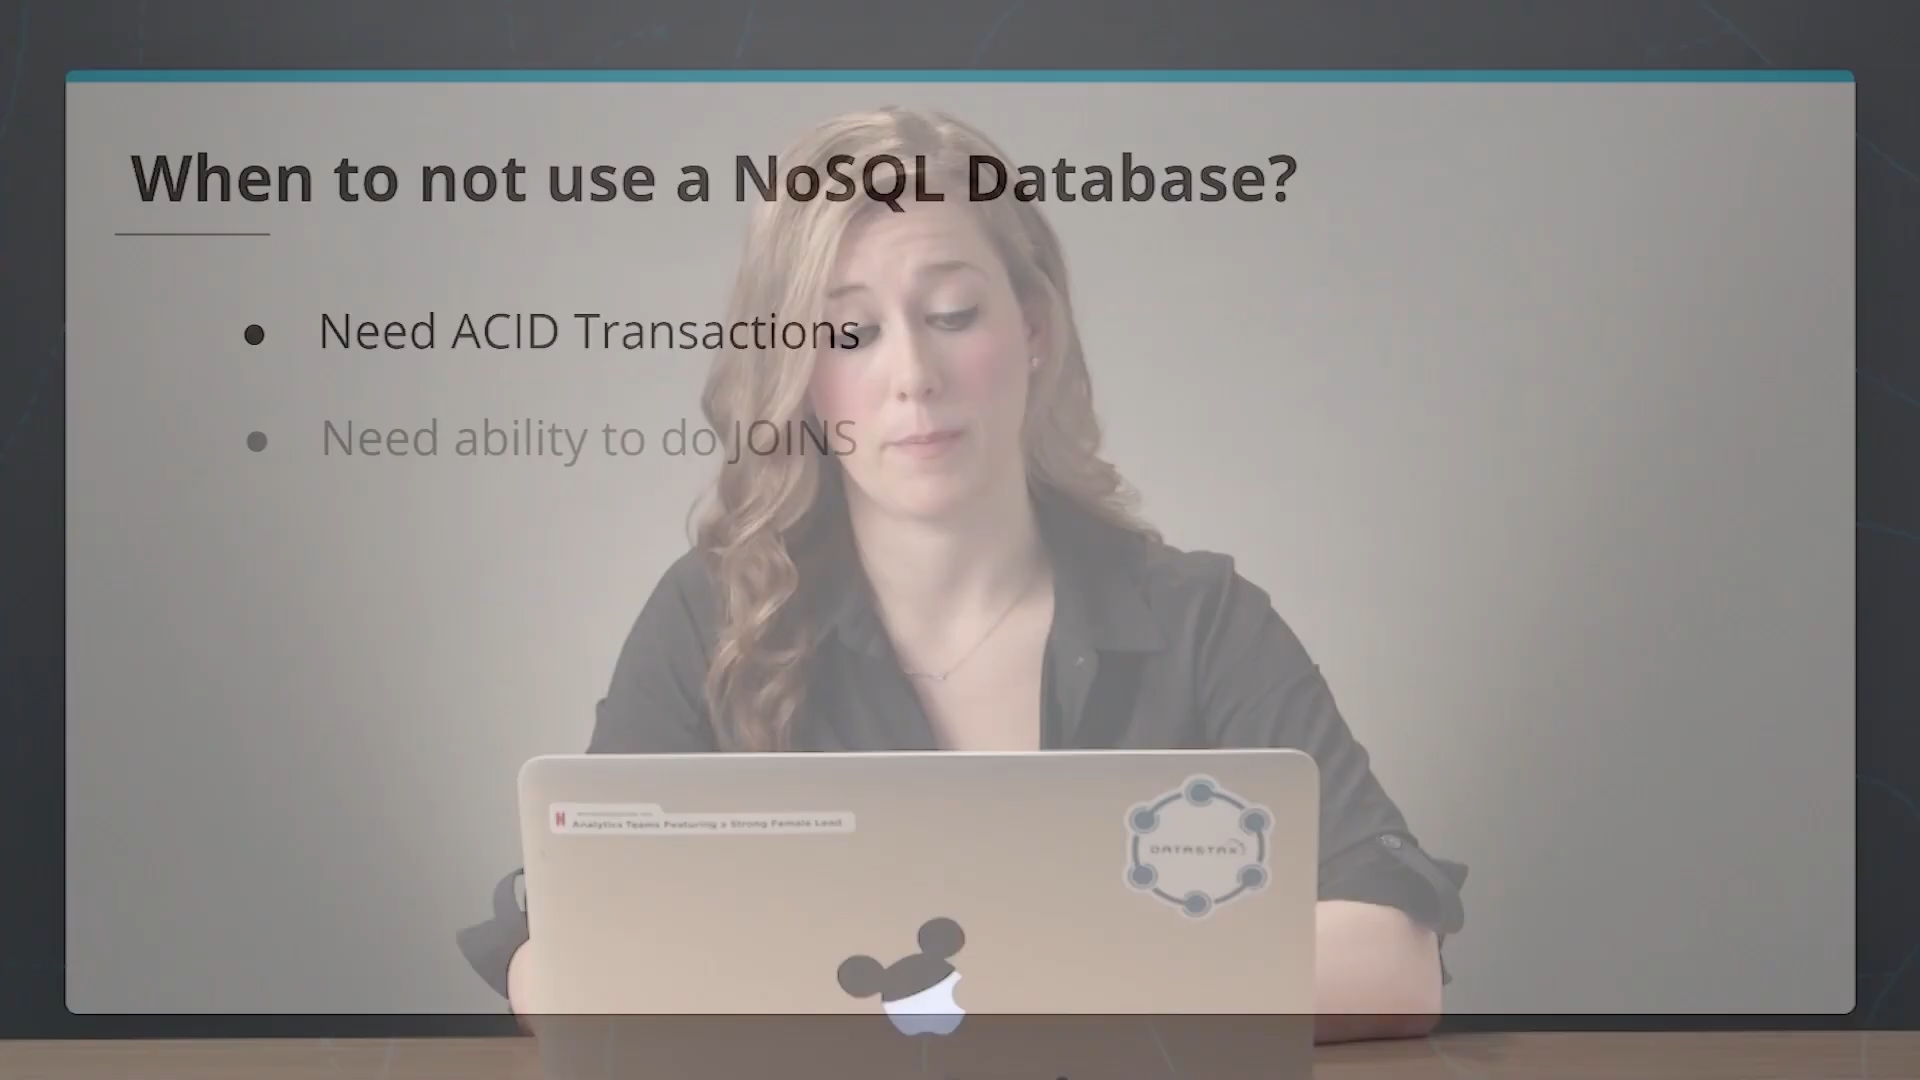 When to not use a NoSQL Database?
● Need ACID Transactions
● Need ability to do JOINS
N
Analytics Teams Featuring a Strong Female Lead
DATASTAX